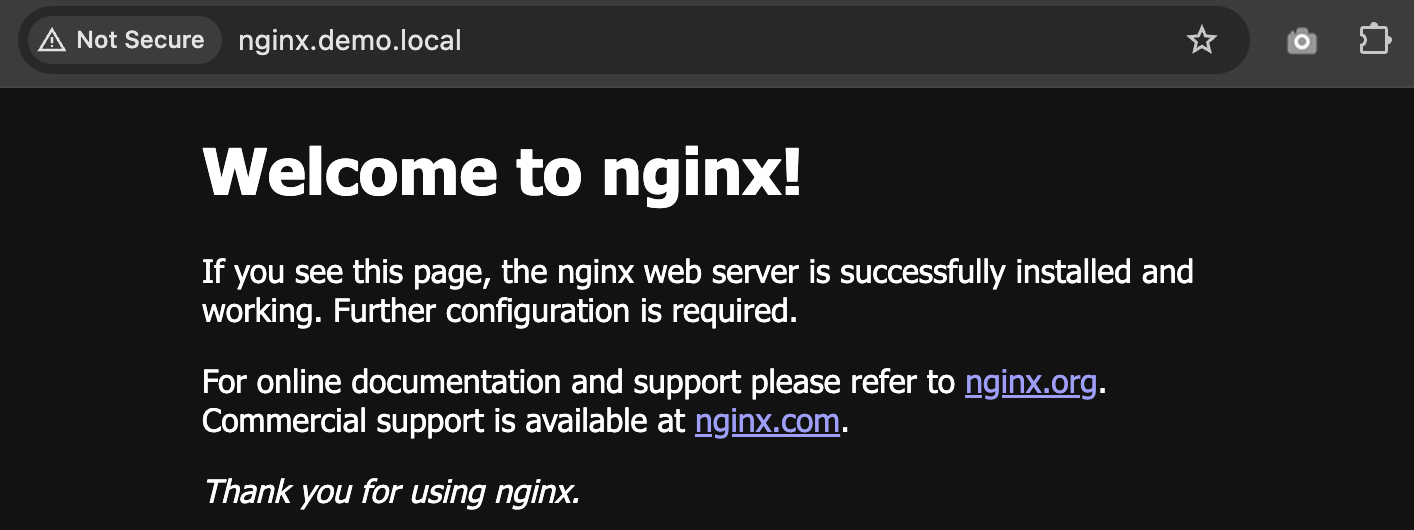 Not Secure nginx.demo.local
Welcome to nginx!
If you see this page, the nginx web server is successfully installed and
working. Further configuration is required.
For online documentation and support please refer to nginx.org.
Commercial support is available at nginx.com.
Thank you for using nginx.